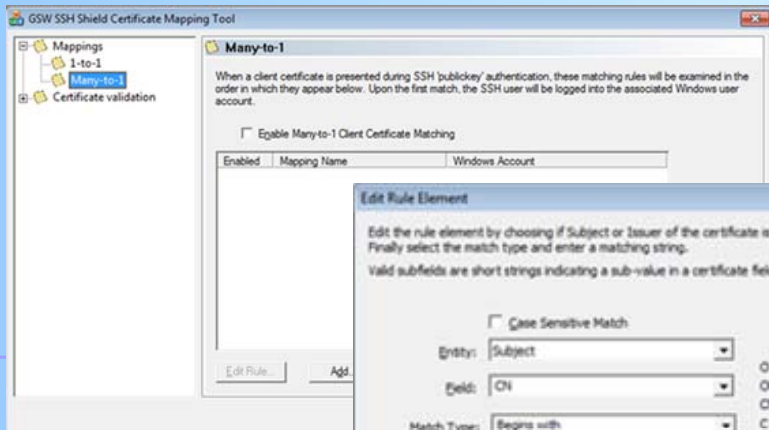 GSW SSH Shield Certificate Mapping Tool
Mappings
1-to-1
Many-to-1
Certificate validation
Many-to-1
When a client certificate is presented during SSH 'publickey' authentication, these matching rules will be examined in the
order in which they appear below. Upon the first match, the SSH user will be logged into the associated Windows user
account.
Enable Many-to-1 Client Certificate Matching
Enabled Mapping Name Windows Account
Edit Rule... Add
Edit Rule Element
Edit the rule element by choosing if Subject or Issuer of the certificate is
Finally select the match type and enter a matching string.
Valid subfields are short strings indicating a sub-value in a certificate
Case Sensitive Match
Entity: Subject
Field: CN
Match Type: Begins with